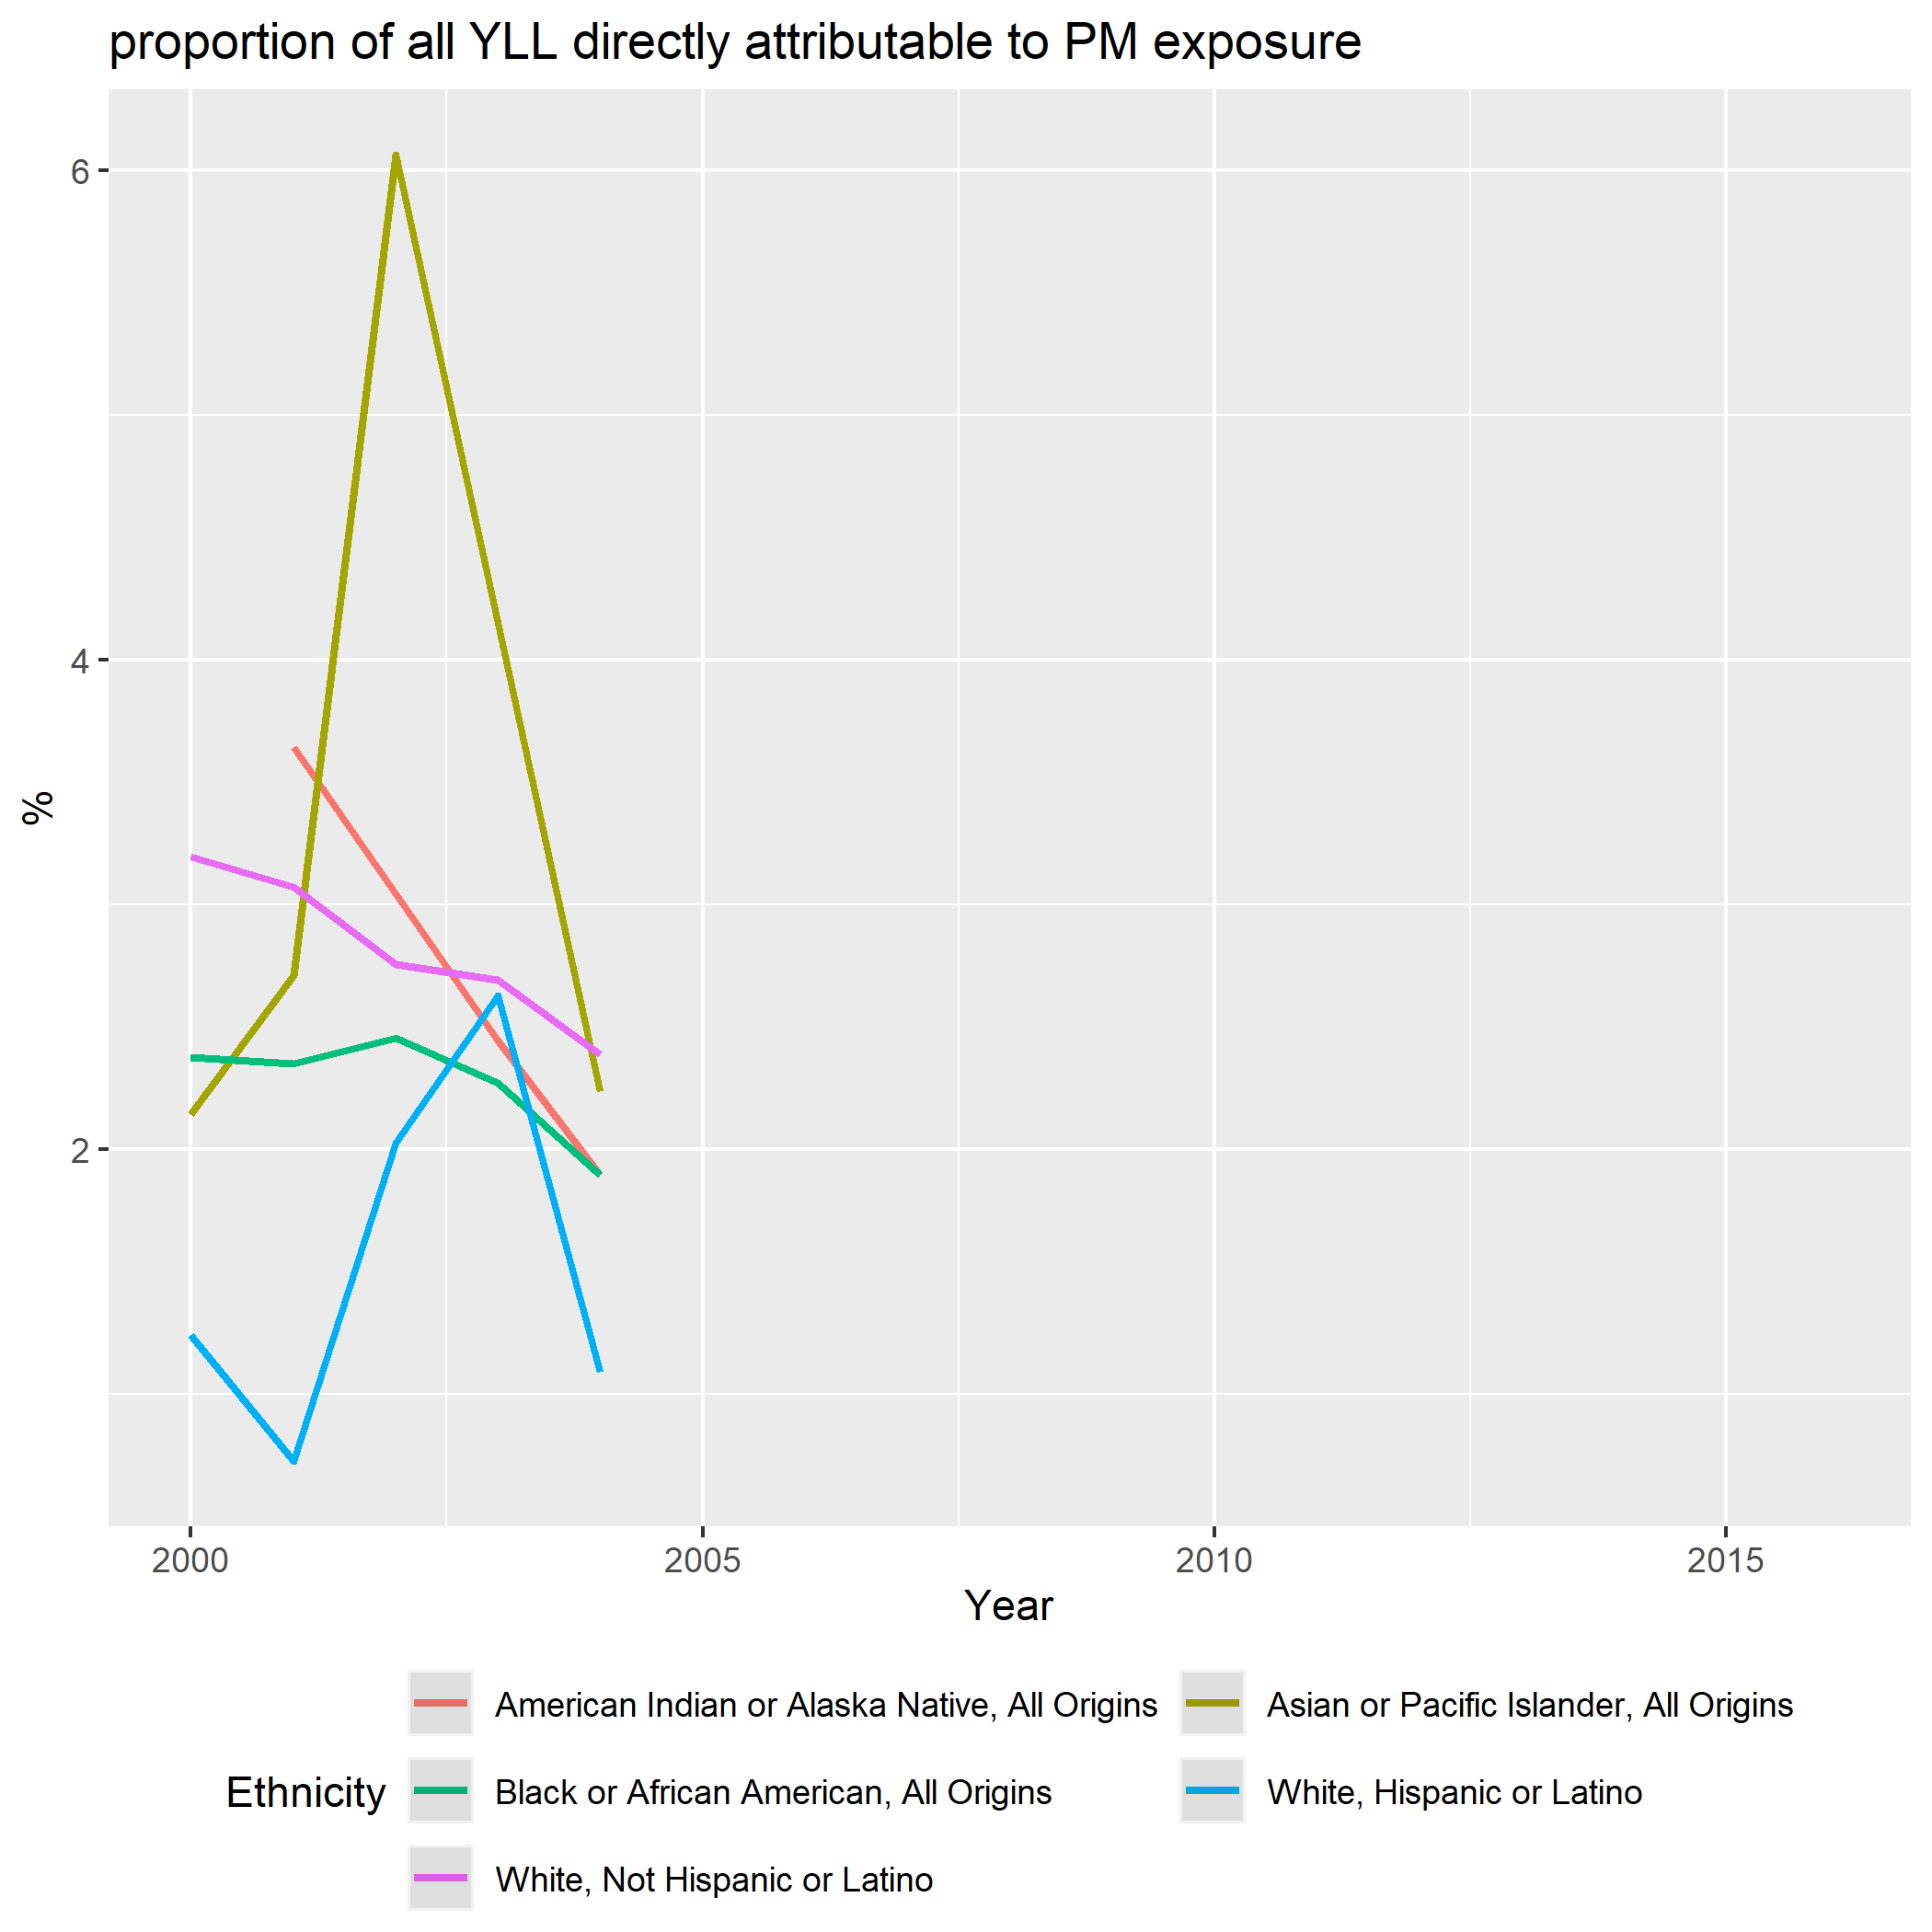 proportion of all YLL directly attributable to PM exposure
6
4
2
%
2000 2005 2010 2015
Year
Ethnicity
American Indian or Alaska Native, All Origins
Asian or Pacific Islander, All Origins
Black or African American, All Origins
White, Hispanic or Latino
White, Not Hispanic or Latino